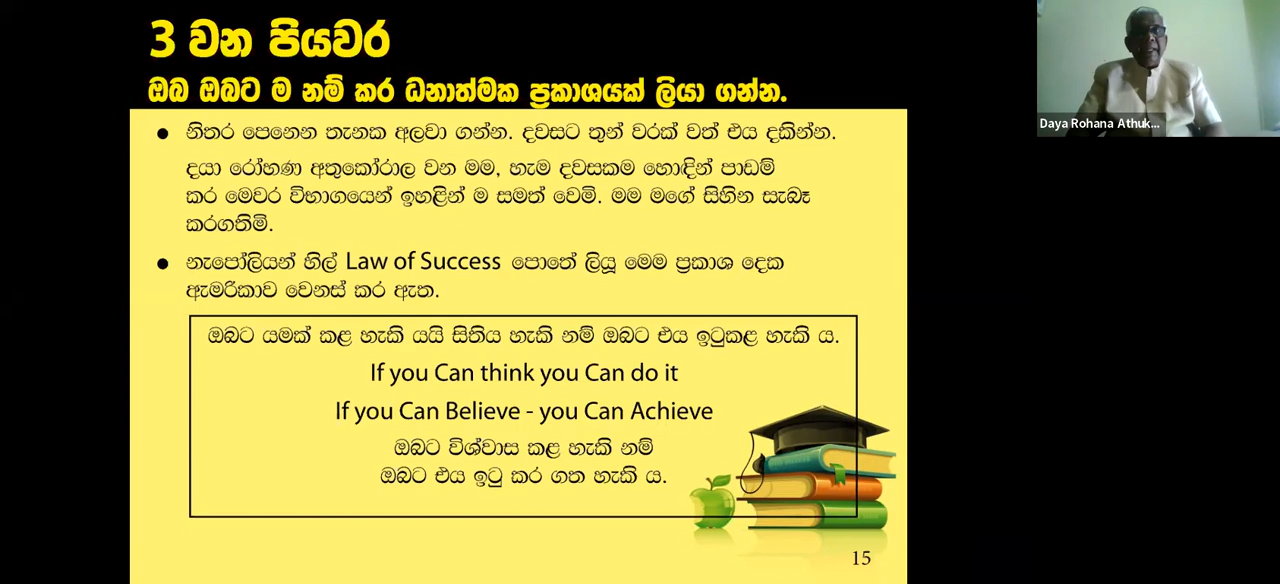 3 වන පියවර
ඔබ ඔබට ම නම් කර ධනාත්මක ප්‍රකාශයක් ලියා ගන්න.
● නිතර පෙනෙන තැනක අලවා ගන්න. දවසට තුන් වරක් වත් එය දකින්න.
දයා රෝහණ අතුකෝරාල වන මම, හැම දවසකම හොඳින් පාඩම්
කර මෙවර විභාගයෙන් ඉහළින් ම සමත් වෙමි. මම මගේ සිහින සැබෑ
කරගතිමි.
● නැපෝලියන් හිල් Law of Success පොතේ ලියූ මෙම ප්‍රකාශ දෙක
ඇමරිකාව වෙනස් කර ඇත.
ඔබට යමක් කළ හැකි යයි සිතිය හැකි නම් ඔබට එය ඉටුකළ හැකි ය.
If you Can think you Can do it
If you Can Believe - you Can Achieve
ඔබට විශ්වාස කළ හැකි නම්
ඔබට එය ඉටු කර ගත හැකි ය.
15
Daya Rohana Athuk...